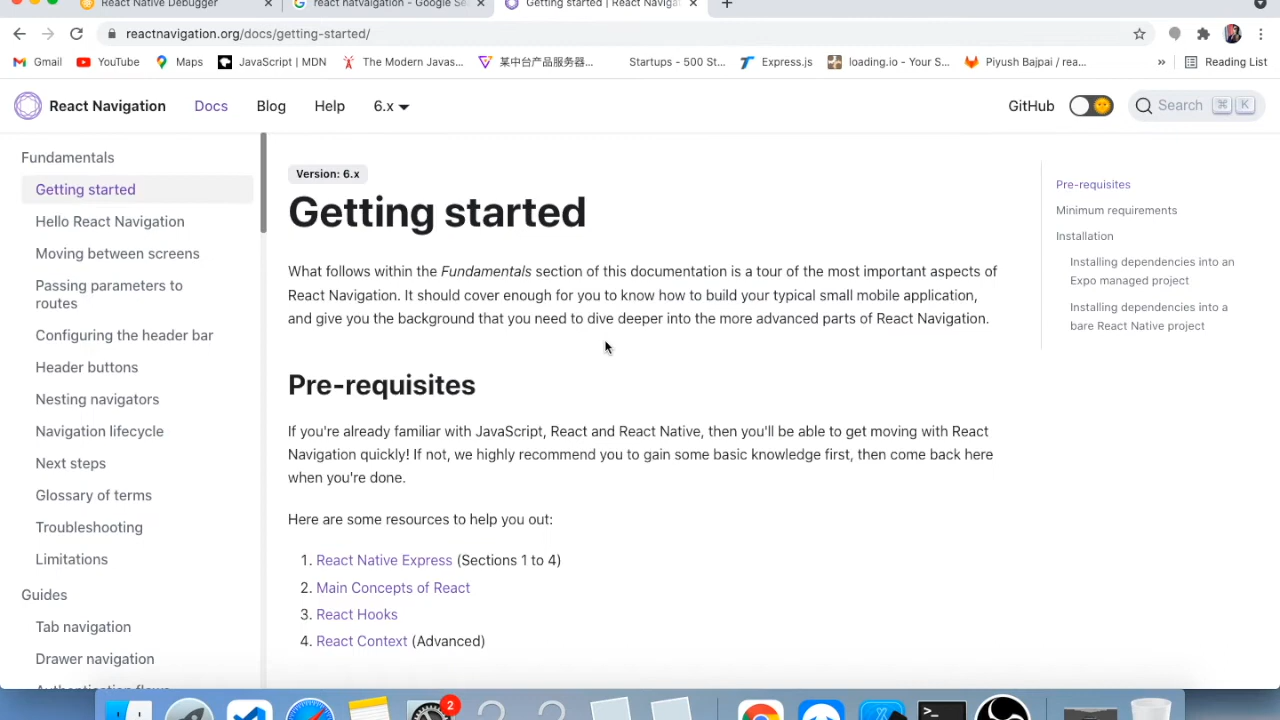 React Native Debugger
react natvaigation - Google Se
Getting started | React Navigat
reactnavigation.org/docs/getting-started/
Gmail
YouTube
Maps
JavaScript | MDN
The Modern Javas...
某中台产品服务器...
Startups - 500 St...
Express.js
loading.io - Your S...
Piyush Bajpai / rea...
»
Reading List
React Navigation
Docs
Blog
Help
6.x
GitHub
Search ⌘ K
Fundamentals
Getting started
Hello React Navigation
Moving between screens
Passing parameters to
routes
Configuring the header bar
Header buttons
Nesting navigators
Navigation lifecycle
Next steps
Glossary of terms
Troubleshooting
Limitations
Guides
Tab navigation
Drawer navigation
Authentication flows
Version: 6.x
Getting started
What follows within the Fundamentals section of this documentation is a tour of the most important aspects of
React Navigation. It should cover enough for you to know how to build your typical small mobile application,
and give you the background that you need to dive deeper into the more advanced parts of React Navigation.
Pre-requisites
If you're already familiar with JavaScript, React and React Native, then you'll be able to get moving with React
Navigation quickly! If not, we highly recommend you to gain some basic knowledge first, then come back here
when you're done.
Here are some resources to help you out:
1. React Native Express (Sections 1 to 4)
2. Main Concepts of React
3. React Hooks
4. React Context (Advanced)
Pre-requisites
Minimum requirements
Installation
Installing dependencies into an
Expo managed project
Installing dependencies into a
bare React Native project
2